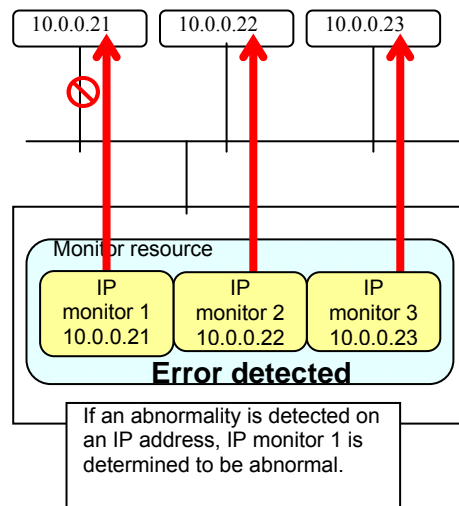 10.0.0.21 10.0.0.22 10.0.0.23
Monitor resource
IP
monitor 1
10.0.0.21
IP
monitor 2
10.0.0.22
IP
monitor 3
10.0.0.23
Error detected
If an abnormality is detected on
an IP address, IP monitor 1 is
determined to be abnormal.